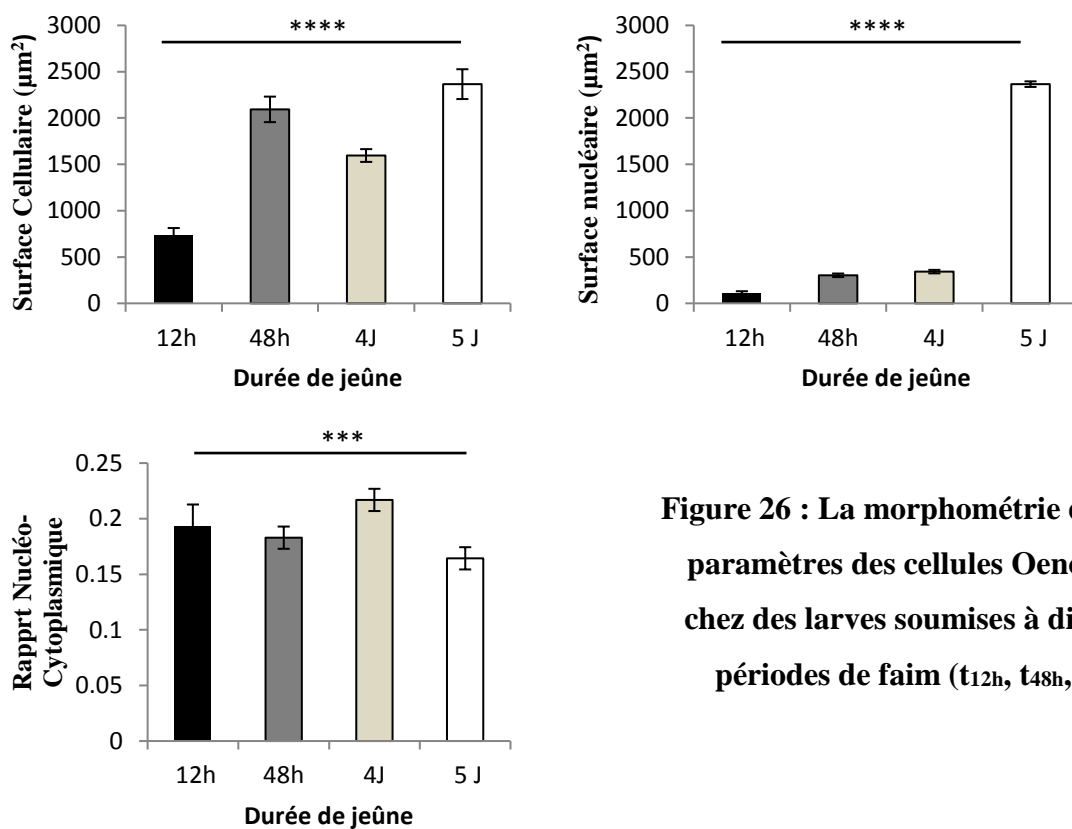 3000
2500
2000
1500
1000
500
0
Surface Cellulaire (µm²)
****
12h 48h 4J 5 J
Durée de jeûne
3000
2500
2000
1500
1000
500
0
Surface nucléaire (µm²)
****
12h 48h 4J 5 J
Durée de jeûne
0.25
0.2
0.15
0.1
0.05
0
Rapprt Nucléo-
Cytoplasmique
***
12h 48h 4J 5 J
Durée de jeûne
Figure 26 : La morphométrie
paramètres des cellules
chez des larves soumises à
périodes de faim (t12h, t48h,